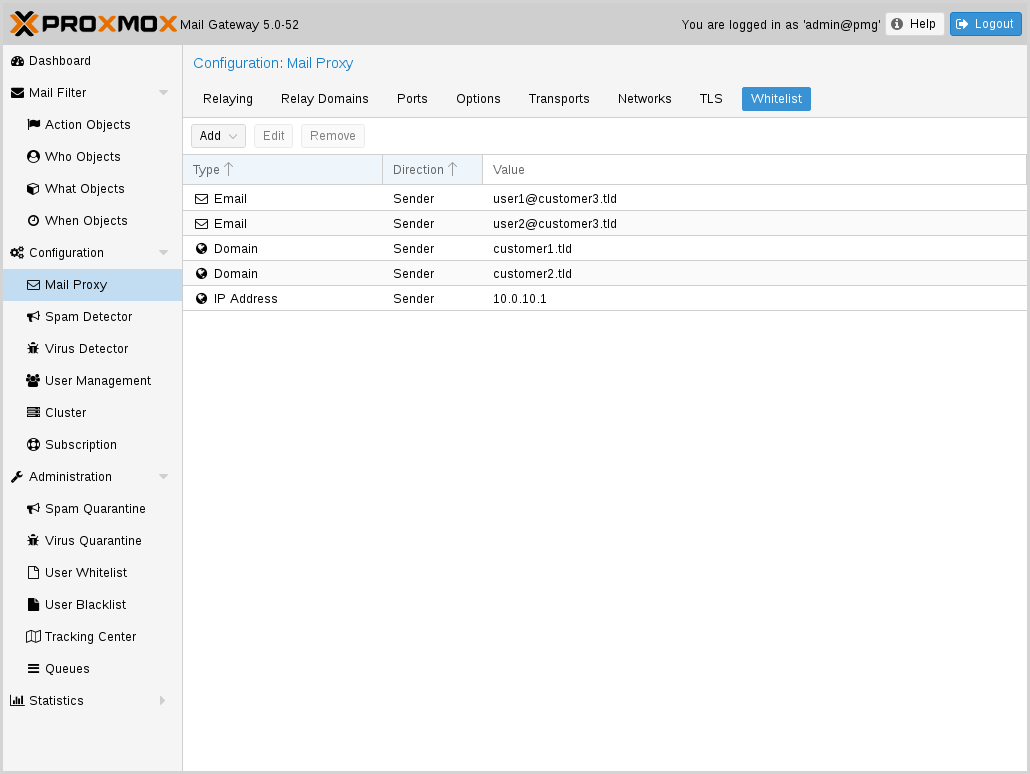 PROXMOX Mail Gateway 5.0-52 You are logged in as 'admin@pmg' Help Logout
Dashboard
Mail Filter
Action Objects
Who Objects
What Objects
When Objects
Configuration
Mail Proxy
Spam Detector
Virus Detector
User Management
Cluster
Subscription
Administration
Spam Quarantine
Virus Quarantine
User Whitelist
User Blacklist
Tracking Center
Queues
Statistics
Configuration: Mail Proxy
Relaying Relay Domains Ports Options Transports Networks TLS Whitelist
Add Edit Remove
Type Direction Value
Email Sender user1@customer3.tld
Email Sender user2@customer3.tld
Domain Sender customer1.tld
Domain Sender customer2.tld
IP Address Sender 10.0.10.1